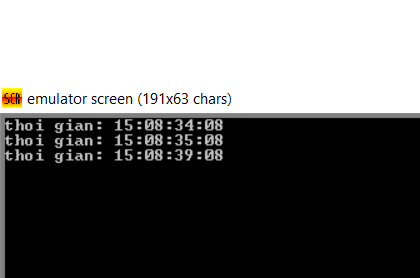 SCR emulator screen (191x63 chars)
thoi gian: 15:08:34:08
thoi gian: 15:08:35:08
thoi gian: 15:08:39:08